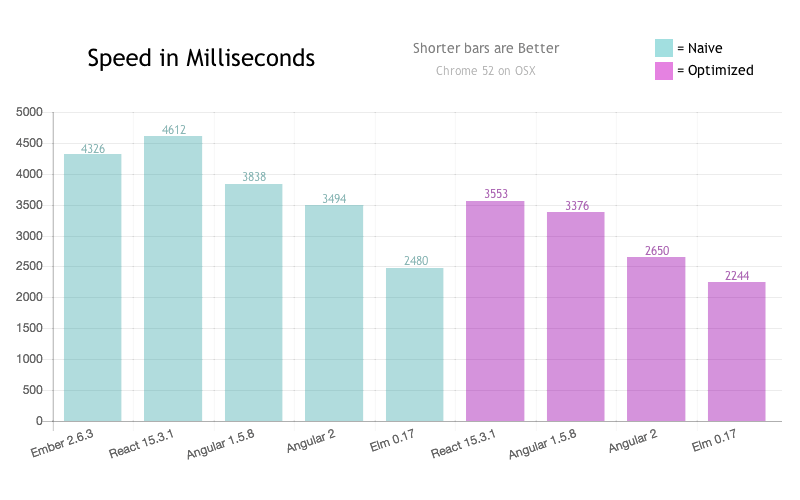 Speed in Milliseconds
Shorter bars are Better
Chrome 52 on OSX
= Naive
= Optimized
5000
4500
4000
3500
3000
2500
2000
1500
1000
500
0
4326
4612
3838
3494
2480
3553
3376
2650
2244
Ember 2.6.3
React 15.3.1
Angular 1.5.8
Angular 2
Elm 0.17
React 15.3.1
Angular 1.5.8
Angular 2
Elm 0.17